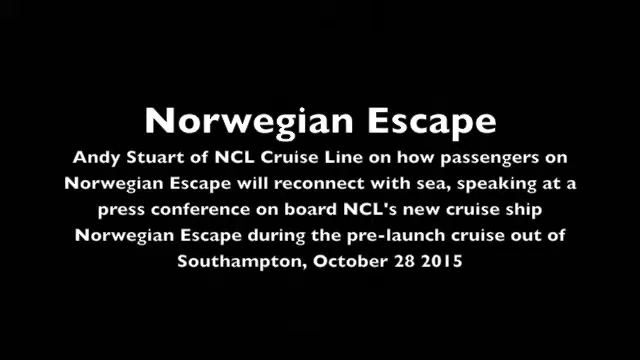 Norwegian Escape
Andy Stuart of NCL Cruise Line on how passengers on
Norwegian Escape will reconnect with sea, speaking at a
press conference on board NCL's new cruise ship
Norwegian Escape during the pre-launch cruise out of
Southampton, October 28 2015